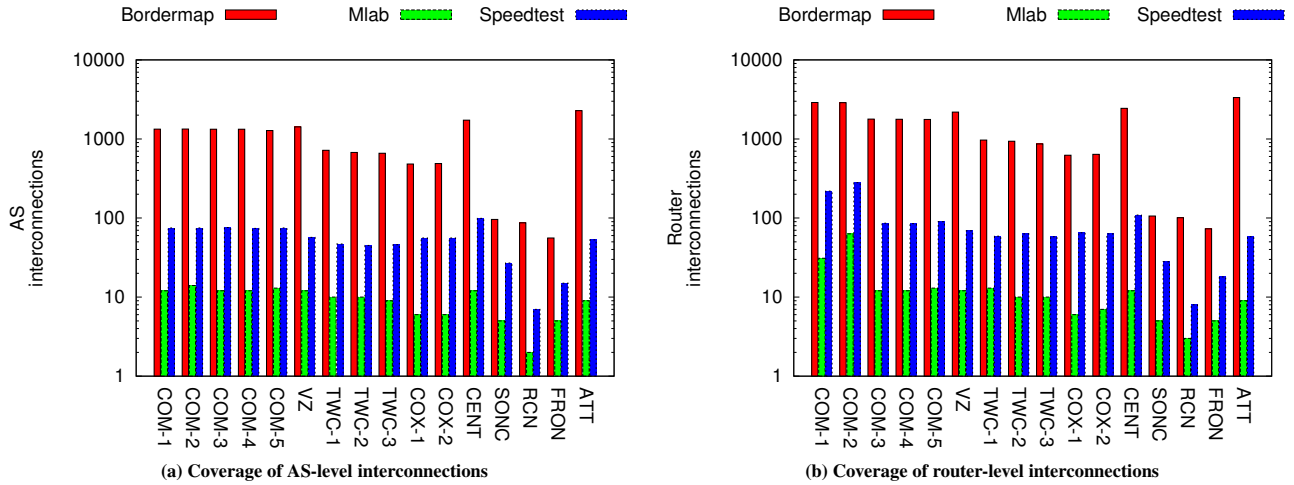 Bordermap Mlab Speedtest
10000
1000
100
10
1
AS
interconnections
COM-1 COM-2 COM-3 COM-4 COM-5 VZ TWC-1 TWC-2 TWC-3 COX-1 COX-2 CENT SONC RCN FRON ATT
(a) Coverage of AS-level interconnections
Bordermap Mlab Speedtest
10000
1000
100
10
1
Router
interconnections
COM-1 COM-2 COM-3 COM-4 COM-5 VZ TWC-1 TWC-2 TWC-3 COX-1 COX-2 CENT SONC RCN FRON ATT
(b) Coverage of router-level interconnections